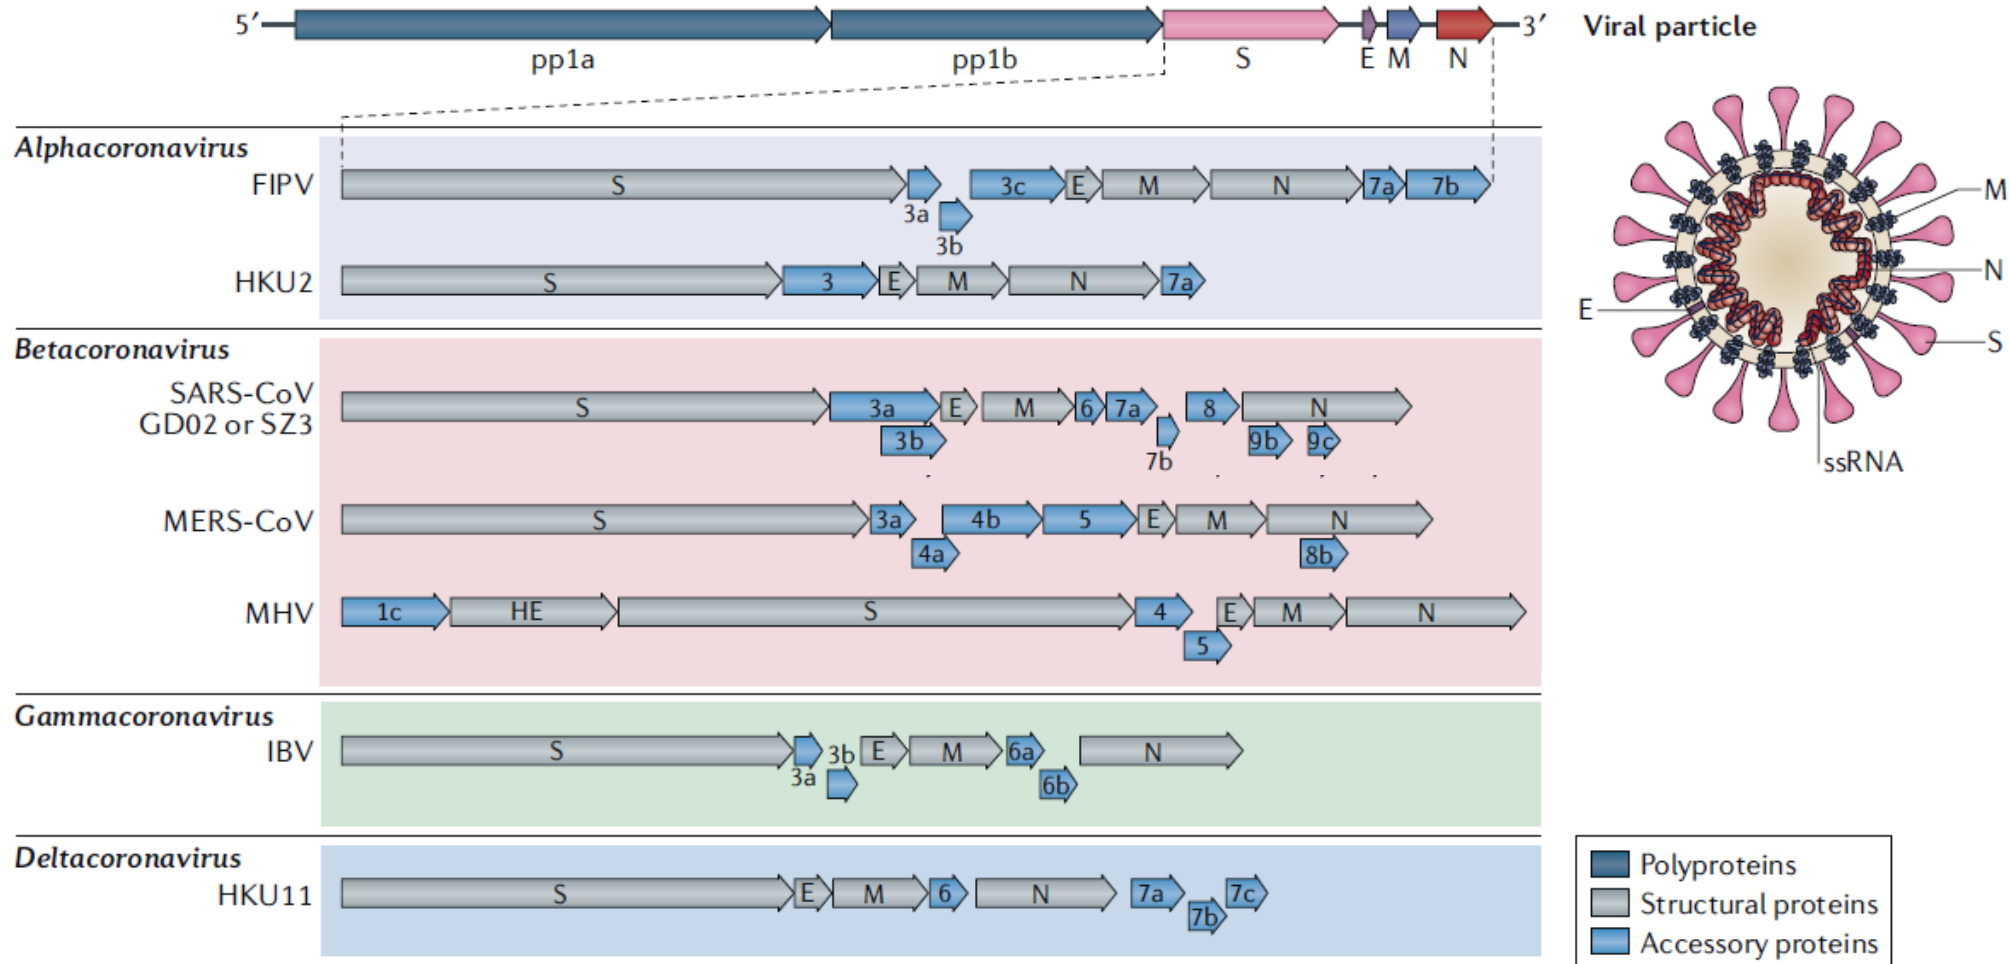 5′ 3′ Viral particle
pp1a pp1b S E M N
Alphacoronavirus
FIPV S 3a 3b 3c E M N 7a 7b
HKU2 S 3 E M N 7a
Betacoronavirus
SARS-CoV
GD02 or SZ3 S 3a 3b E M 6 7a 7b 8 N 9b 9c
MERS-CoV S 3a 4a 4b 5 E M N 8b
MHV 1c HE S 4 5 E M N
Gammacoronavirus
IBV S 3a 3b E M 6a 6b N
Deltacoronavirus
HKU11 S E M 6 N 7a 7b 7c
M
N
E
S
ssRNA
Polyproteins
Structural proteins
Accessory proteins